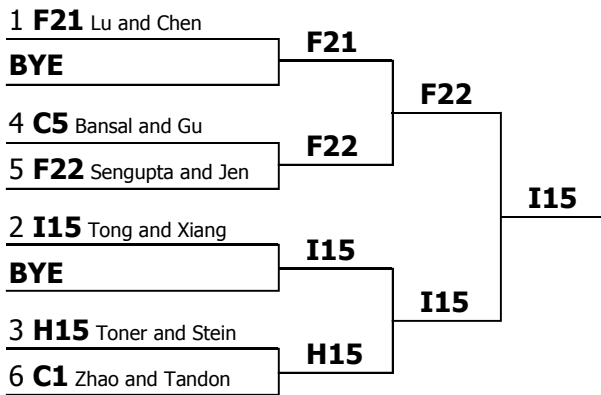 1 F21 Lu and Chen
BYE
4 C5 Bansal and Gu
5 F22 Sengupta and Jen
2 I15 Tong and Xiang
BYE
3 H15 Toner and Stein
6 C1 Zhao and Tandon
F21
F22
I15
H15
F22
I15
I15